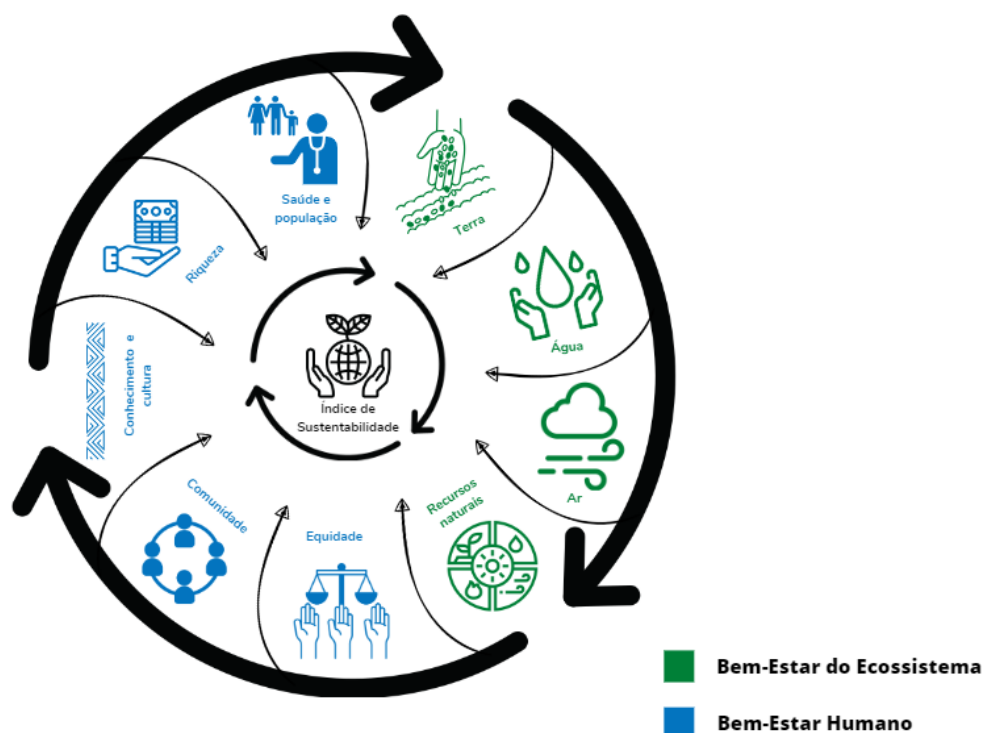 Saúde e
população
Terra
Riqueza
Água
Conhecimento e
cultura
Índice de
Sustentabilidade
Ar
Recursos
naturais
Comunidade
Equidade
Bem-Estar do Ecossistema
Bem-Estar Humano